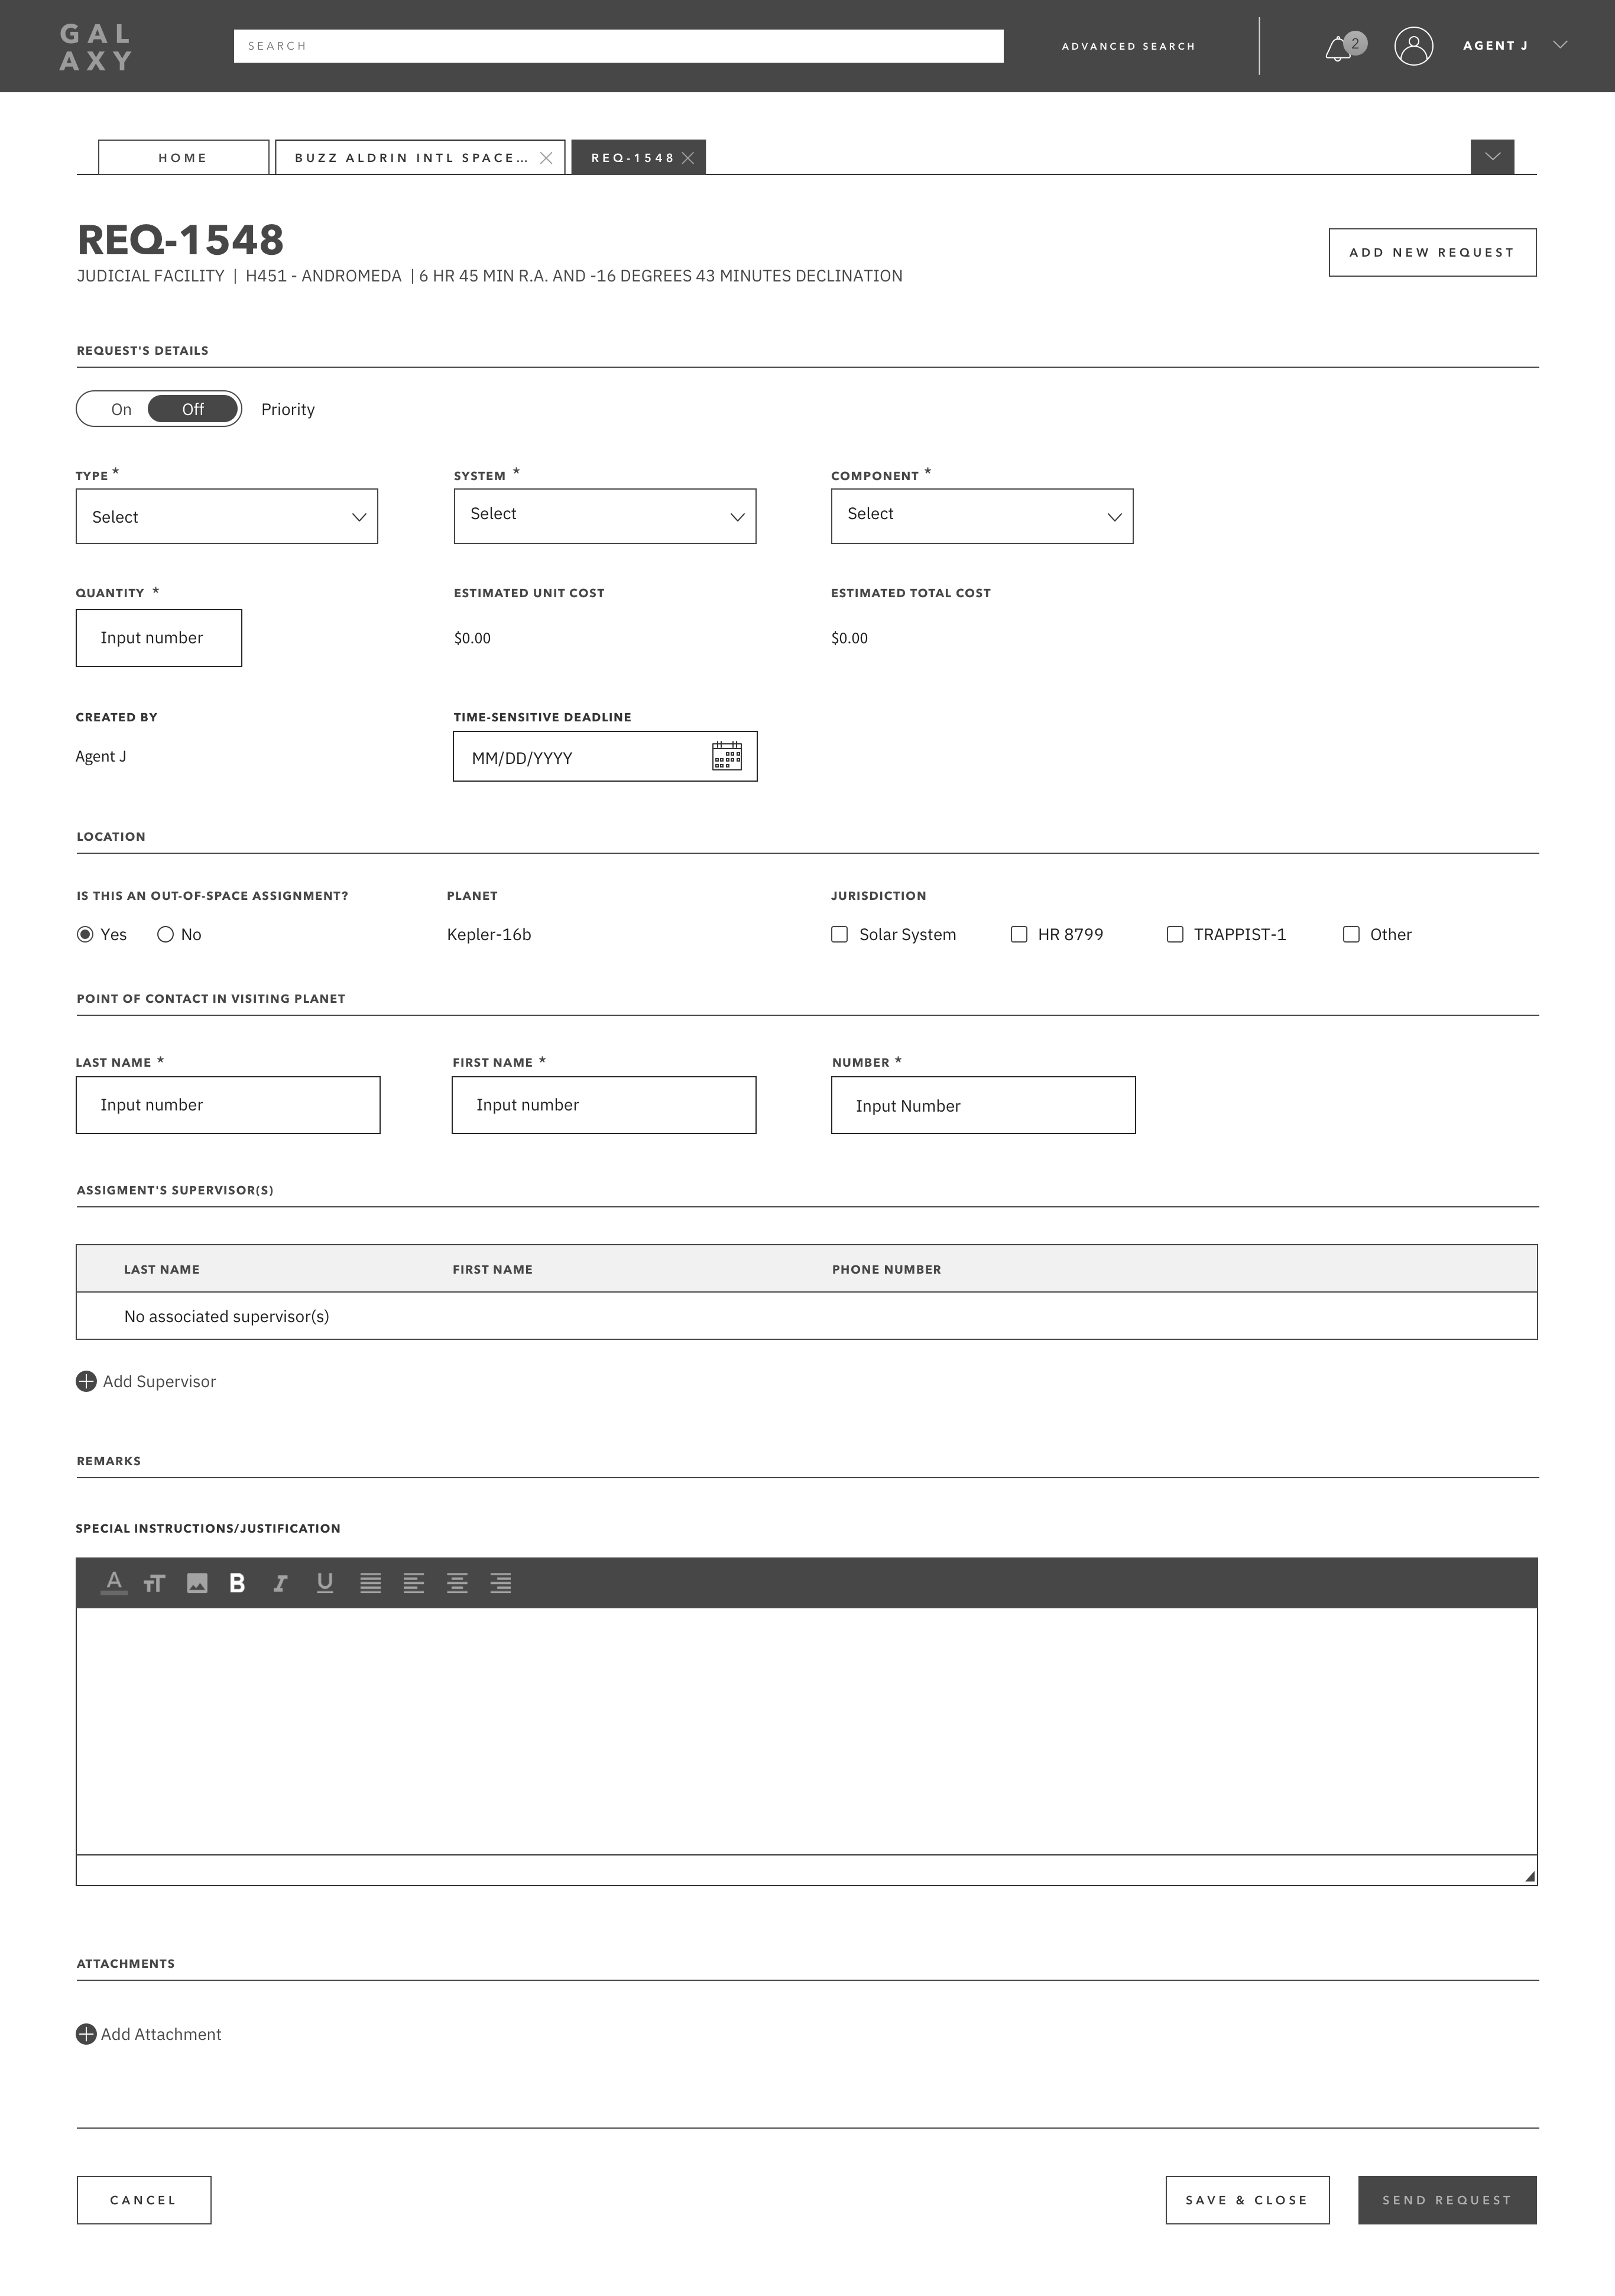 GAL
AXY
SEARCH
ADVANCED SEARCH
2
AGENT J
HOME
BUZZ ALDRIN INTL SPACE...
REQ-1548
REQ-1548
JUDICIAL FACILITY | H451 - ANDROMEDA | 6 HR 45 MIN R.A. AND -16 DEGREES 43 MINUTES DECLINATION
ADD NEW REQUEST
REQUEST'S DETAILS
On Off Priority
TYPE * SYSTEM * COMPONENT *
Select Select Select
QUANTITY * ESTIMATED UNIT COST ESTIMATED TOTAL COST
Input number $0.00 $0.00
CREATED BY TIME-SENSITIVE DEADLINE
Agent J MM/DD/YYYY
LOCATION
IS THIS AN OUT-OF-SPACE ASSIGNMENT? PLANET JURISDICTION
Yes No Kepler-16b Solar System HR 8799 TRAPPIST-1 Other
POINT OF CONTACT IN VISITING PLANET
LAST NAME * FIRST NAME * NUMBER *
Input number Input number Input Number
ASSIGMENT'S SUPERVISOR(S)
LAST NAME FIRST NAME PHONE NUMBER
No associated supervisor(s)
Add Supervisor
REMARKS
SPECIAL INSTRUCTIONS/JUSTIFICATION
A TT B I U
ATTACHMENTS
Add Attachment
CANCEL SAVE & CLOSE SEND REQUEST